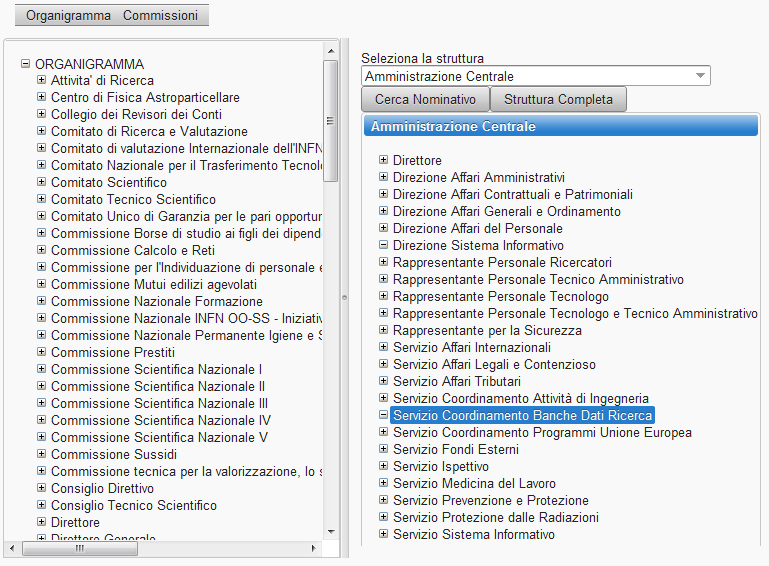 Organigramma Commissioni
ORGANIGRAMMA
Attivita' di Ricerca
Centro di Fisica Astroparticellare
Collegio dei Revisori dei Conti
Comitato di Ricerca e Valutazione
Comitato di valutazione Internazionale dell'INFN
Comitato Nazionale per il Trasferimento Tecnol
Comitato Scientifico
Comitato Tecnico Scientifico
Comitato Unico di Garanzia per le pari opportur
Commissione Borse di studio ai figli dei dipend
Commissione Calcolo e Reti
Commissione per l'Individuazione di personale e
Commissione Mutui edilizi agevolati
Commissione Nazionale Formazione
Commissione Nazionale INFN OO-SS - Iniziativ
Commissione Nazionale Permanente Igiene e S
Commissione Prestiti
Commissione Scientifica Nazionale I
Commissione Scientifica Nazionale II
Commissione Scientifica Nazionale III
Commissione Scientifica Nazionale IV
Commissione Scientifica Nazionale V
Commissione Sussidi
Commissione tecnica per la valorizzazione, lo s
Consiglio Direttivo
Consiglio Tecnico Scientifico
Direttore
Direttore Generale
Seleziona la struttura
Amministrazione Centrale
Cerca Nominativo Struttura Completa
Amministrazione Centrale
Direttore
Direzione Affari Amministrativi
Direzione Affari Contrattuali e Patrimoniali
Direzione Affari Generali e Ordinamento
Direzione Affari del Personale
Direzione Sistema Informativo
Rappresentante Personale Ricercatori
Rappresentante Personale Tecnico Amministrativo
Rappresentante Personale Tecnologo
Rappresentante Personale Tecnologo e Tecnico Amministrativo
Rappresentante per la Sicurezza
Servizio Affari Internazionali
Servizio Affari Legali e Contenzioso
Servizio Affari Tributari
Servizio Coordinamento Attività di Ingegneria
Servizio Coordinamento Banche Dati Ricerca
Servizio Coordinamento Programmi Unione Europea
Servizio Fondi Esterni
Servizio Ispettivo
Servizio Medicina del Lavoro
Servizio Prevenzione e Protezione
Servizio Protezione dalle Radiazioni
Servizio Sistema Informativo